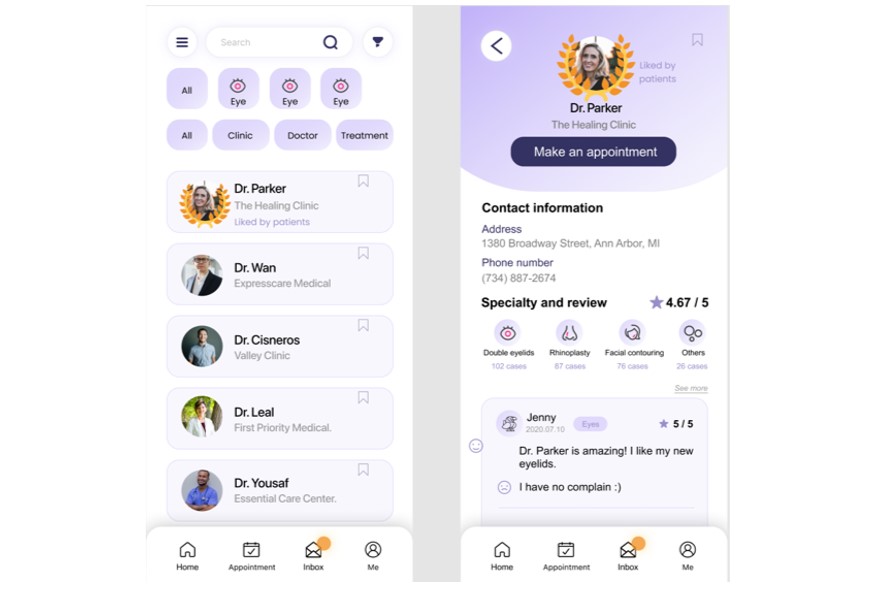 Search
All
Eye
Eye
Eye
All
Clinic
Doctor
Treatment
Dr. Parker
The Healing Clinic
Liked by patients
Dr. Wan
Expresscare Medical
Dr. Cisneros
Valley Clinic
Dr. Leal
First Priority Medical.
Dr. Yousaf
Essential Care Center.
Home
Appointment
Inbox
Me
Liked by
patients
Dr. Parker
The Healing Clinic
Make an appointment
Contact information
Address
1380 Broadway Street, Ann Arbor, MI
Phone number
(734) 887-2674
Specialty and review
4.67 / 5
Double eyelids
Rhinoplasty
Facial contouring
Others
102 cases
87 cases
76 cases
26 cases
See more
Jenny
2020.07.10
Eyes
5 / 5
Dr. Parker is amazing! I like my new
eyelids.
I have no complain :)
Home
Appointment
Inbox
Me